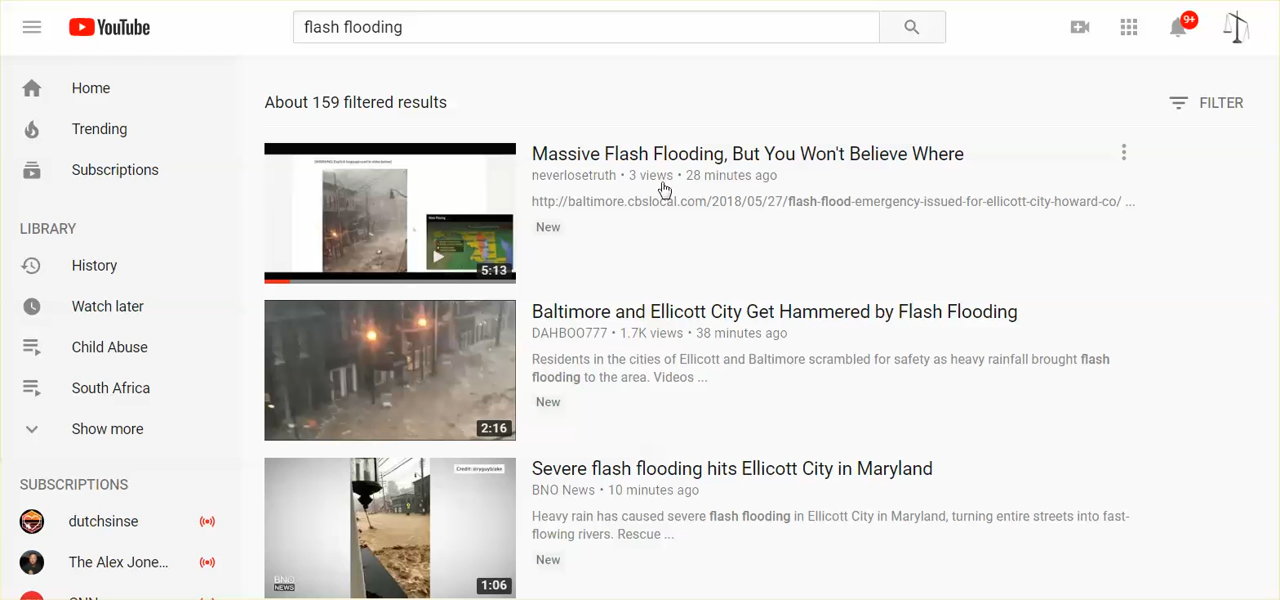 YouTube
flash flooding
9+
Home
Trending
Subscriptions
LIBRARY
History
Watch later
Child Abuse
South Africa
Show more
SUBSCRIPTIONS
dutchsinse
The Alex Jone...
About 159 filtered results
FILTER
Massive Flash Flooding, But You Won't Believe Where
neverlosetruth • 3 views • 28 minutes ago
http://baltimore.cbslocal.com/2018/05/27/flash-flood-emergency-issued-for-ellicott-city-howard-co/ ...
New
5:13
Baltimore and Ellicott City Get Hammered by Flash Flooding
DAHBOO777 • 1.7K views • 38 minutes ago
Residents in the cities of Ellicott and Baltimore scrambled for safety as heavy rainfall brought flash
flooding to the area. Videos ...
New
2:16
Severe flash flooding hits Ellicott City in Maryland
BNO News • 10 minutes ago
Heavy rain has caused severe flash flooding in Ellicott City in Maryland, turning entire streets into fast-
flowing rivers. Rescue ...
New
BNO
NEWS
1:06